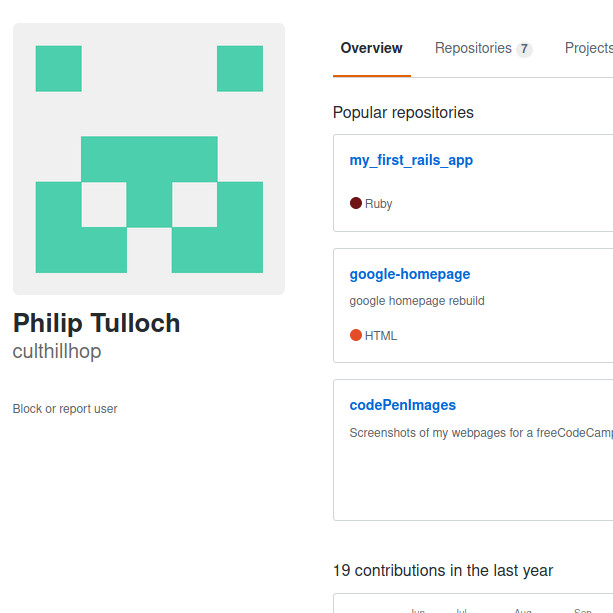 Overview Repositories 7 Projects
Popular repositories
my_first_rails_app
Ruby
google-homepage
google homepage rebuild
HTML
Philip Tulloch
culthillhop
codePenImages
Block or report user
Screenshots of my webpages for a freeCodeCamp
19 contributions in the last year
Jun Jul Aug Sep